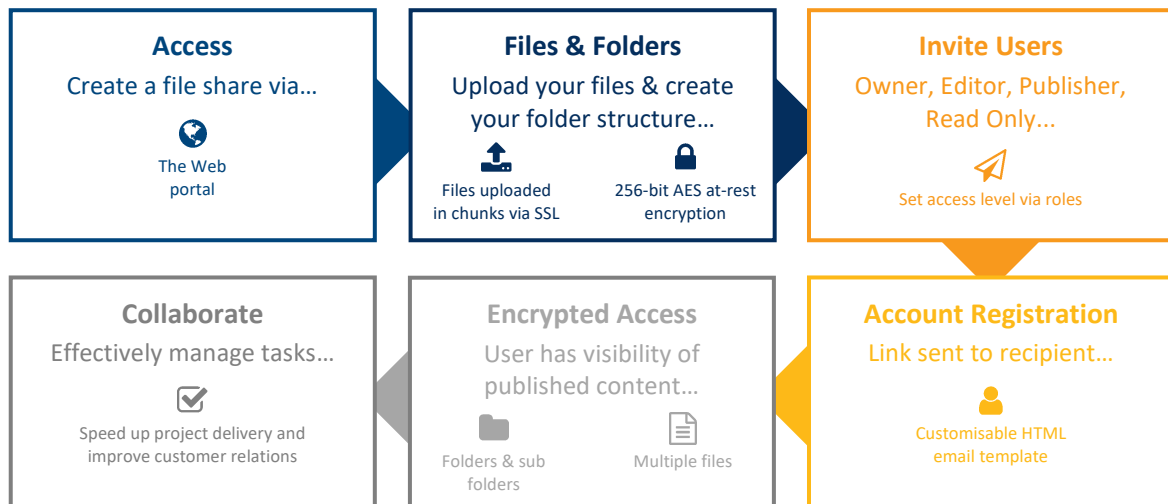 Access
Create a file share via...
The Web
portal
Files & Folders
Upload your files & create
your folder structure...
Files uploaded
in chunks via SSL
256-bit AES at-rest
encryption
Invite Users
Owner, Editor, Publisher,
Read Only...
Set access level via roles
Account Registration
Link sent to recipient...
Customisable HTML
email template
Encrypted Access
User has visibility of
published content...
Folders & sub
folders
Multiple files
Collaborate
Effectively manage tasks...
Speed up project delivery and
improve customer relations